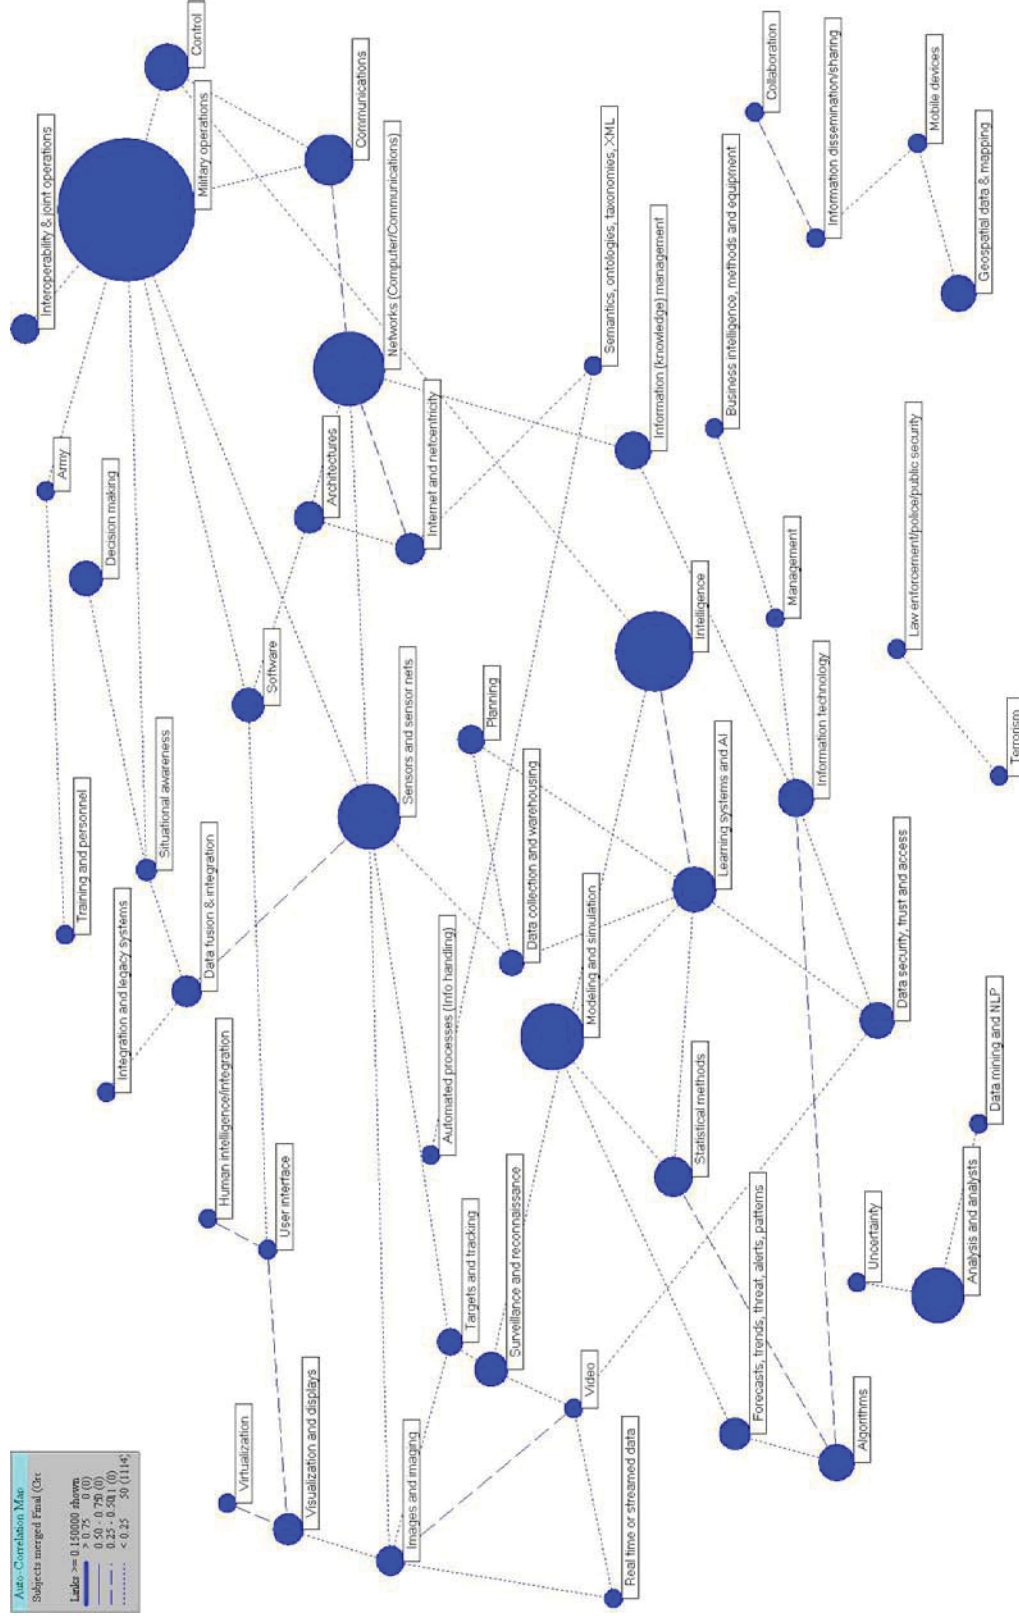 Auto-Correlation Map
Subjects merged Final (Orc
Links >= 0.150000 shown
> 0.75 0 (0)
0.50 - 0.75 0 (0)
0.25 - 0.50 11 (0)
< 0.25 50 (1114)
Control
Military operations
Interoperability & joint operations
Communications
Networks (Computer/Communications)
Semantics, ontologies, taxonomies, XML
Collaboration
Information dissemination/sharing
Mobile devices
Geospatial data & mapping
Business intelligence, methods and equipment
Information (knowledge) management
Internet and netcentricity
Architectures
Army
Decision making
Software
Situational awareness
Training and personnel
Integration and legacy systems
Data fusion & integration
Sensors and sensor nets
Planning
Intelligence
Management
Law enforcement/police/public security
Terrorism
Information technology
Learning systems and AI
Data collection and warehousing
Modeling and simulation
Automated processes (Info handling)
Human intelligence/integration
User interface
Data security, trust and access
Data mining and NLP
Statistical methods
Surveillance and reconnaissance
Targets and tracking
Analysis and analysts
Uncertainty
Forecasts, trends, threat, alerts, patterns
Video
Visualization and displays
Virtualization
Images and imaging
Real time or streamed data
Algorithms